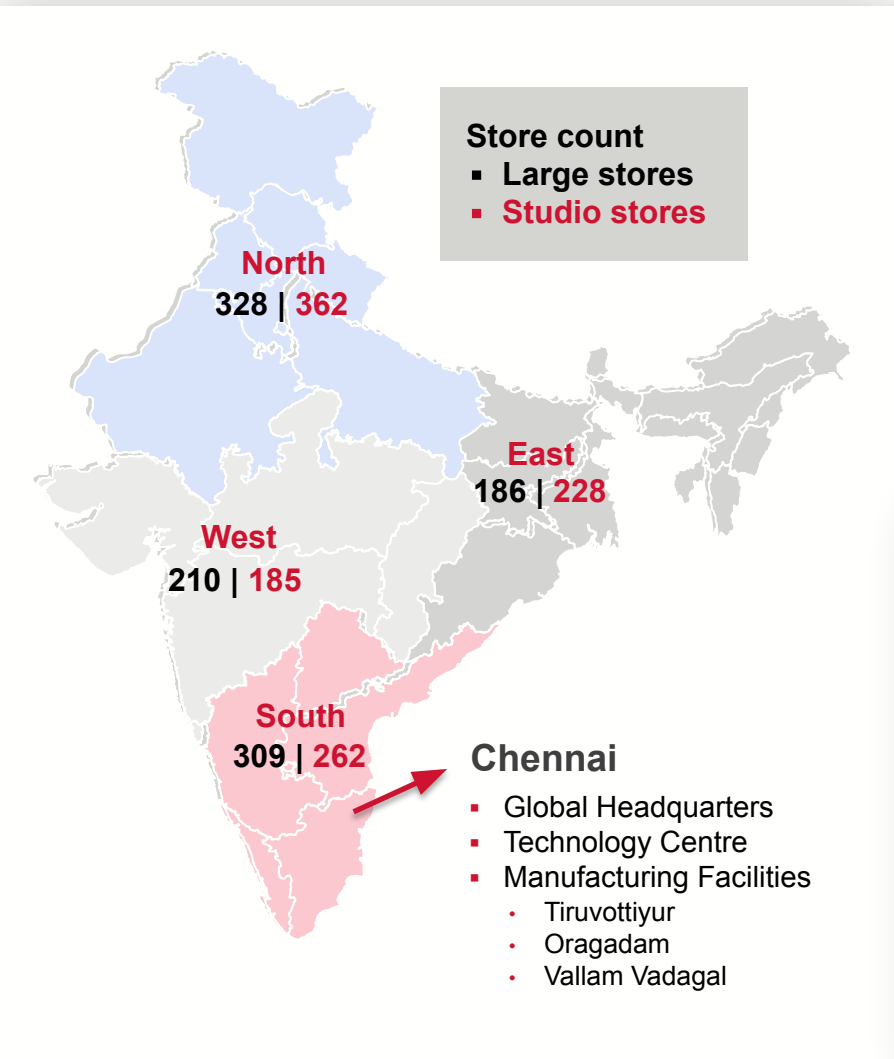 Store count
▪ Large stores
▪ Studio stores
North
328 | 362
East
186 | 228
West
210 | 185
South
309 | 262
Chennai
▪ Global Headquarters
▪ Technology Centre
▪ Manufacturing Facilities
• Tiruvottiyur
• Oragadam
• Vallam Vadagal